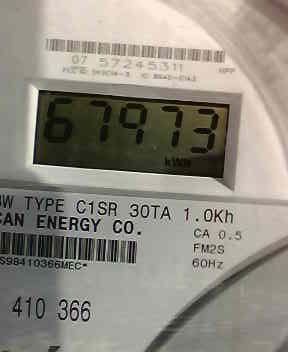 07 57245311
67973
kWh
W TYPE C1SR 30TA 1.0Kh
CAN ENERGY CO.
CA 0.5
FM2S
60Hz
S98410366MEC*
410 366